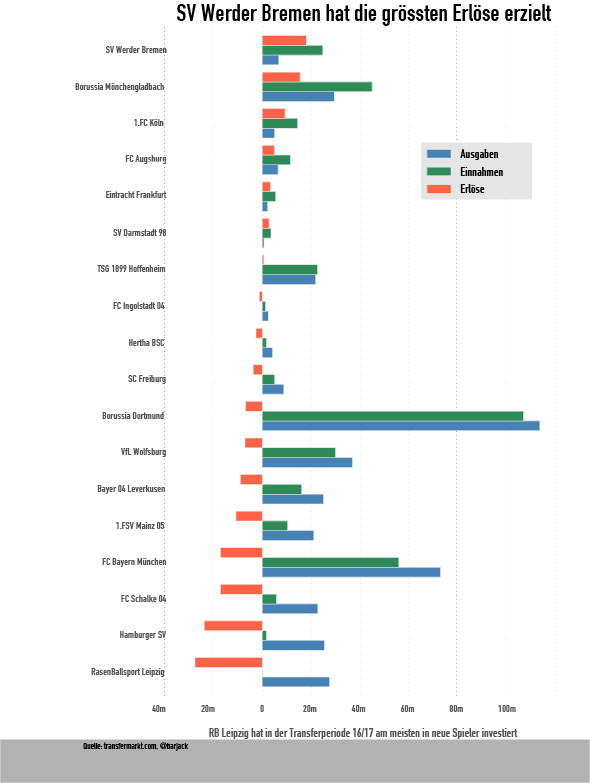 SV Werder Bremen hat die grössten Erlöse erzielt
SV Werder Bremen
Borussia Mönchengladbach
1.FC Köln
FC Augsburg
Ausgaben
Einnahmen
Erlöse
Eintracht Frankfurt
SV Darmstadt 98
TSG 1899 Hoffenheim
FC Ingolstadt 04
Hertha BSC
SC Freiburg
Borussia Dortmund
VfL Wolfsburg
Bayer 04 Leverkusen
1.FSV Mainz 05
FC Bayern München
FC Schalke 04
Hamburger SV
RasenBallsport Leipzig
40m 20m 0 20m 40m 60m 80m 100m
RB Leipzig hat in der Transferperiode 16/17 am meisten in neue Spieler investiert
Quelle: transfermarkt.com, @barjack